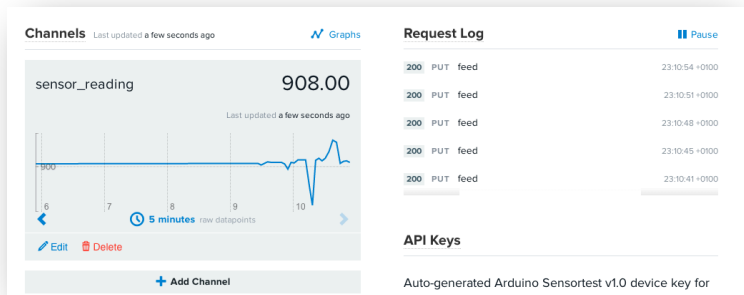 Channels Last updated a few seconds ago Graphs
sensor_reading 908.00
Last updated a few seconds ago
900
6 7 8 9 10
5 minutes raw datapoints
Edit Delete
Add Channel
Request Log Pause
200 PUT feed 23:10:54 +0100
200 PUT feed 23:10:51 +0100
200 PUT feed 23:10:48 +0100
200 PUT feed 23:10:45 +0100
200 PUT feed 23:10:41 +0100
API Keys
Auto-generated Arduino Sensortest v1.0 device key for